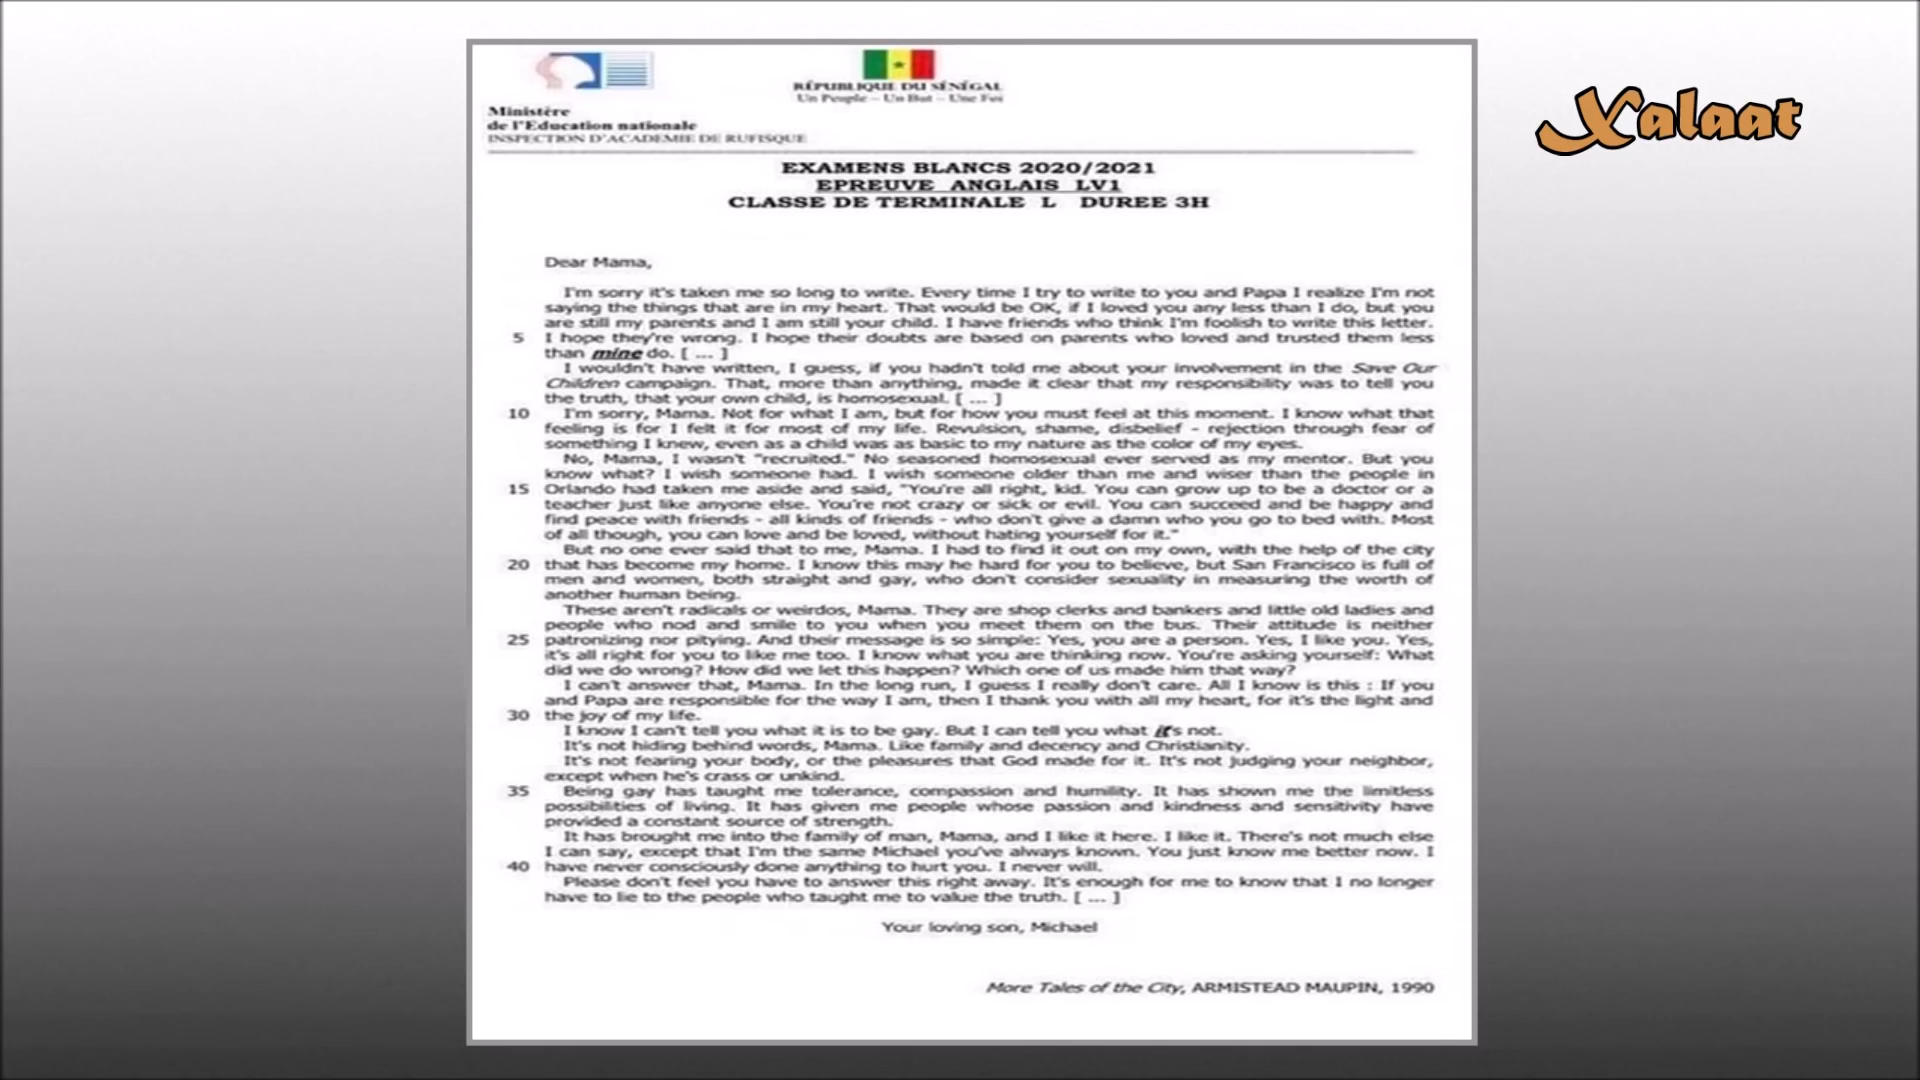 RÉPUBLIQUE DU SÉNÉGAL
Un Peuple – Un But – Une Foi
Ministère
de l'Education nationale
INSPECTION D'ACADEMIE DE RUFISQUE
Xalaat
EXAMENS BLANCS 2020/2021
EPREUVE ANGLAIS LV1
CLASSE DE TERMINALE L DUREE 3H
Dear Mama,
I'm sorry it's taken me so long to write. Every time I try to write to you and Papa I realize I'm not
saying the things that are in my heart. That would be OK, if I loved you any less than I do, but you
are still my parents and I am still your child. I have friends who think I'm foolish to write this letter.
5 I hope they're wrong. I hope their doubts are based on parents who loved and trusted them less
than mine do. [ ... ]
I wouldn't have written, I guess, if you hadn't told me about your involvement in the Save Our
Children campaign. That, more than anything, made it clear that my responsibility was to tell you
the truth, that your own child, is homosexual. [ ... ]
10 I'm sorry, Mama. Not for what I am, but for how you must feel at this moment. I know what that
feeling is for I felt it for most of my life. Revulsion, shame, disbelief - rejection through fear of
something I knew, even as a child was as basic to my nature as the color of my eyes.
No, Mama, I wasn't "recruited." No seasoned homosexual ever served as my mentor. But you
know what? I wish someone had. I wish someone older than me and wiser than the people in
15 Orlando had taken me aside and said, "You're all right, kid. You can grow up to be a doctor or a
teacher just like anyone else. You're not crazy or sick or evil. You can succeed and be happy and
find peace with friends - all kinds of friends - who don't give a damn who you go to bed with. Most
of all though, you can love and be loved, without hating yourself for it."
But no one ever said that to me, Mama. I had to find it out on my own, with the help of the city
20 that has become my home. I know this may he hard for you to believe, but San Francisco is full of
men and women, both straight and gay, who don't consider sexuality in measuring the worth of
another human being.
These aren't radicals or weirdos, Mama. They are shop clerks and bankers and little old ladies and
people who nod and smile to you when you meet them on the bus. Their attitude is neither
25 patronizing nor pitying. And their message is so simple: Yes, you are a person. Yes, I like you. Yes,
it's all right for you to like me too. I know what you are thinking now. You're asking yourself: What
did we do wrong? How did we let this happen? Which one of us made him that way?
I can't answer that, Mama. In the long run, I guess I really don't care. All I know is this : If you
and Papa are responsible for the way I am, then I thank you with all my heart, for it's the light and
30 the joy of my life.
I know I can't tell you what it is to be gay. But I can tell you what it's not.
It's not hiding behind words, Mama. Like family and decency and Christianity.
It's not fearing your body, or the pleasures that God made for it. It's not judging your neighbor,
except when he's crass or unkind.
35 Being gay has taught me tolerance, compassion and humility. It has shown me the limitless
possibilities of living. It has given me people whose passion and kindness and sensitivity have
provided a constant source of strength.
It has brought me into the family of man, Mama, and I like it here. I like it. There's not much else
I can say, except that I'm the same Michael you've always known. You just know me better now. I
40 have never consciously done anything to hurt you. I never will.
Please don't feel you have to answer this right away. It's enough for me to know that I no longer
have to lie to the people who taught me to value the truth. [ ... ]
Your loving son, Michael
More Tales of the City, ARMISTEAD MAUPIN, 1990